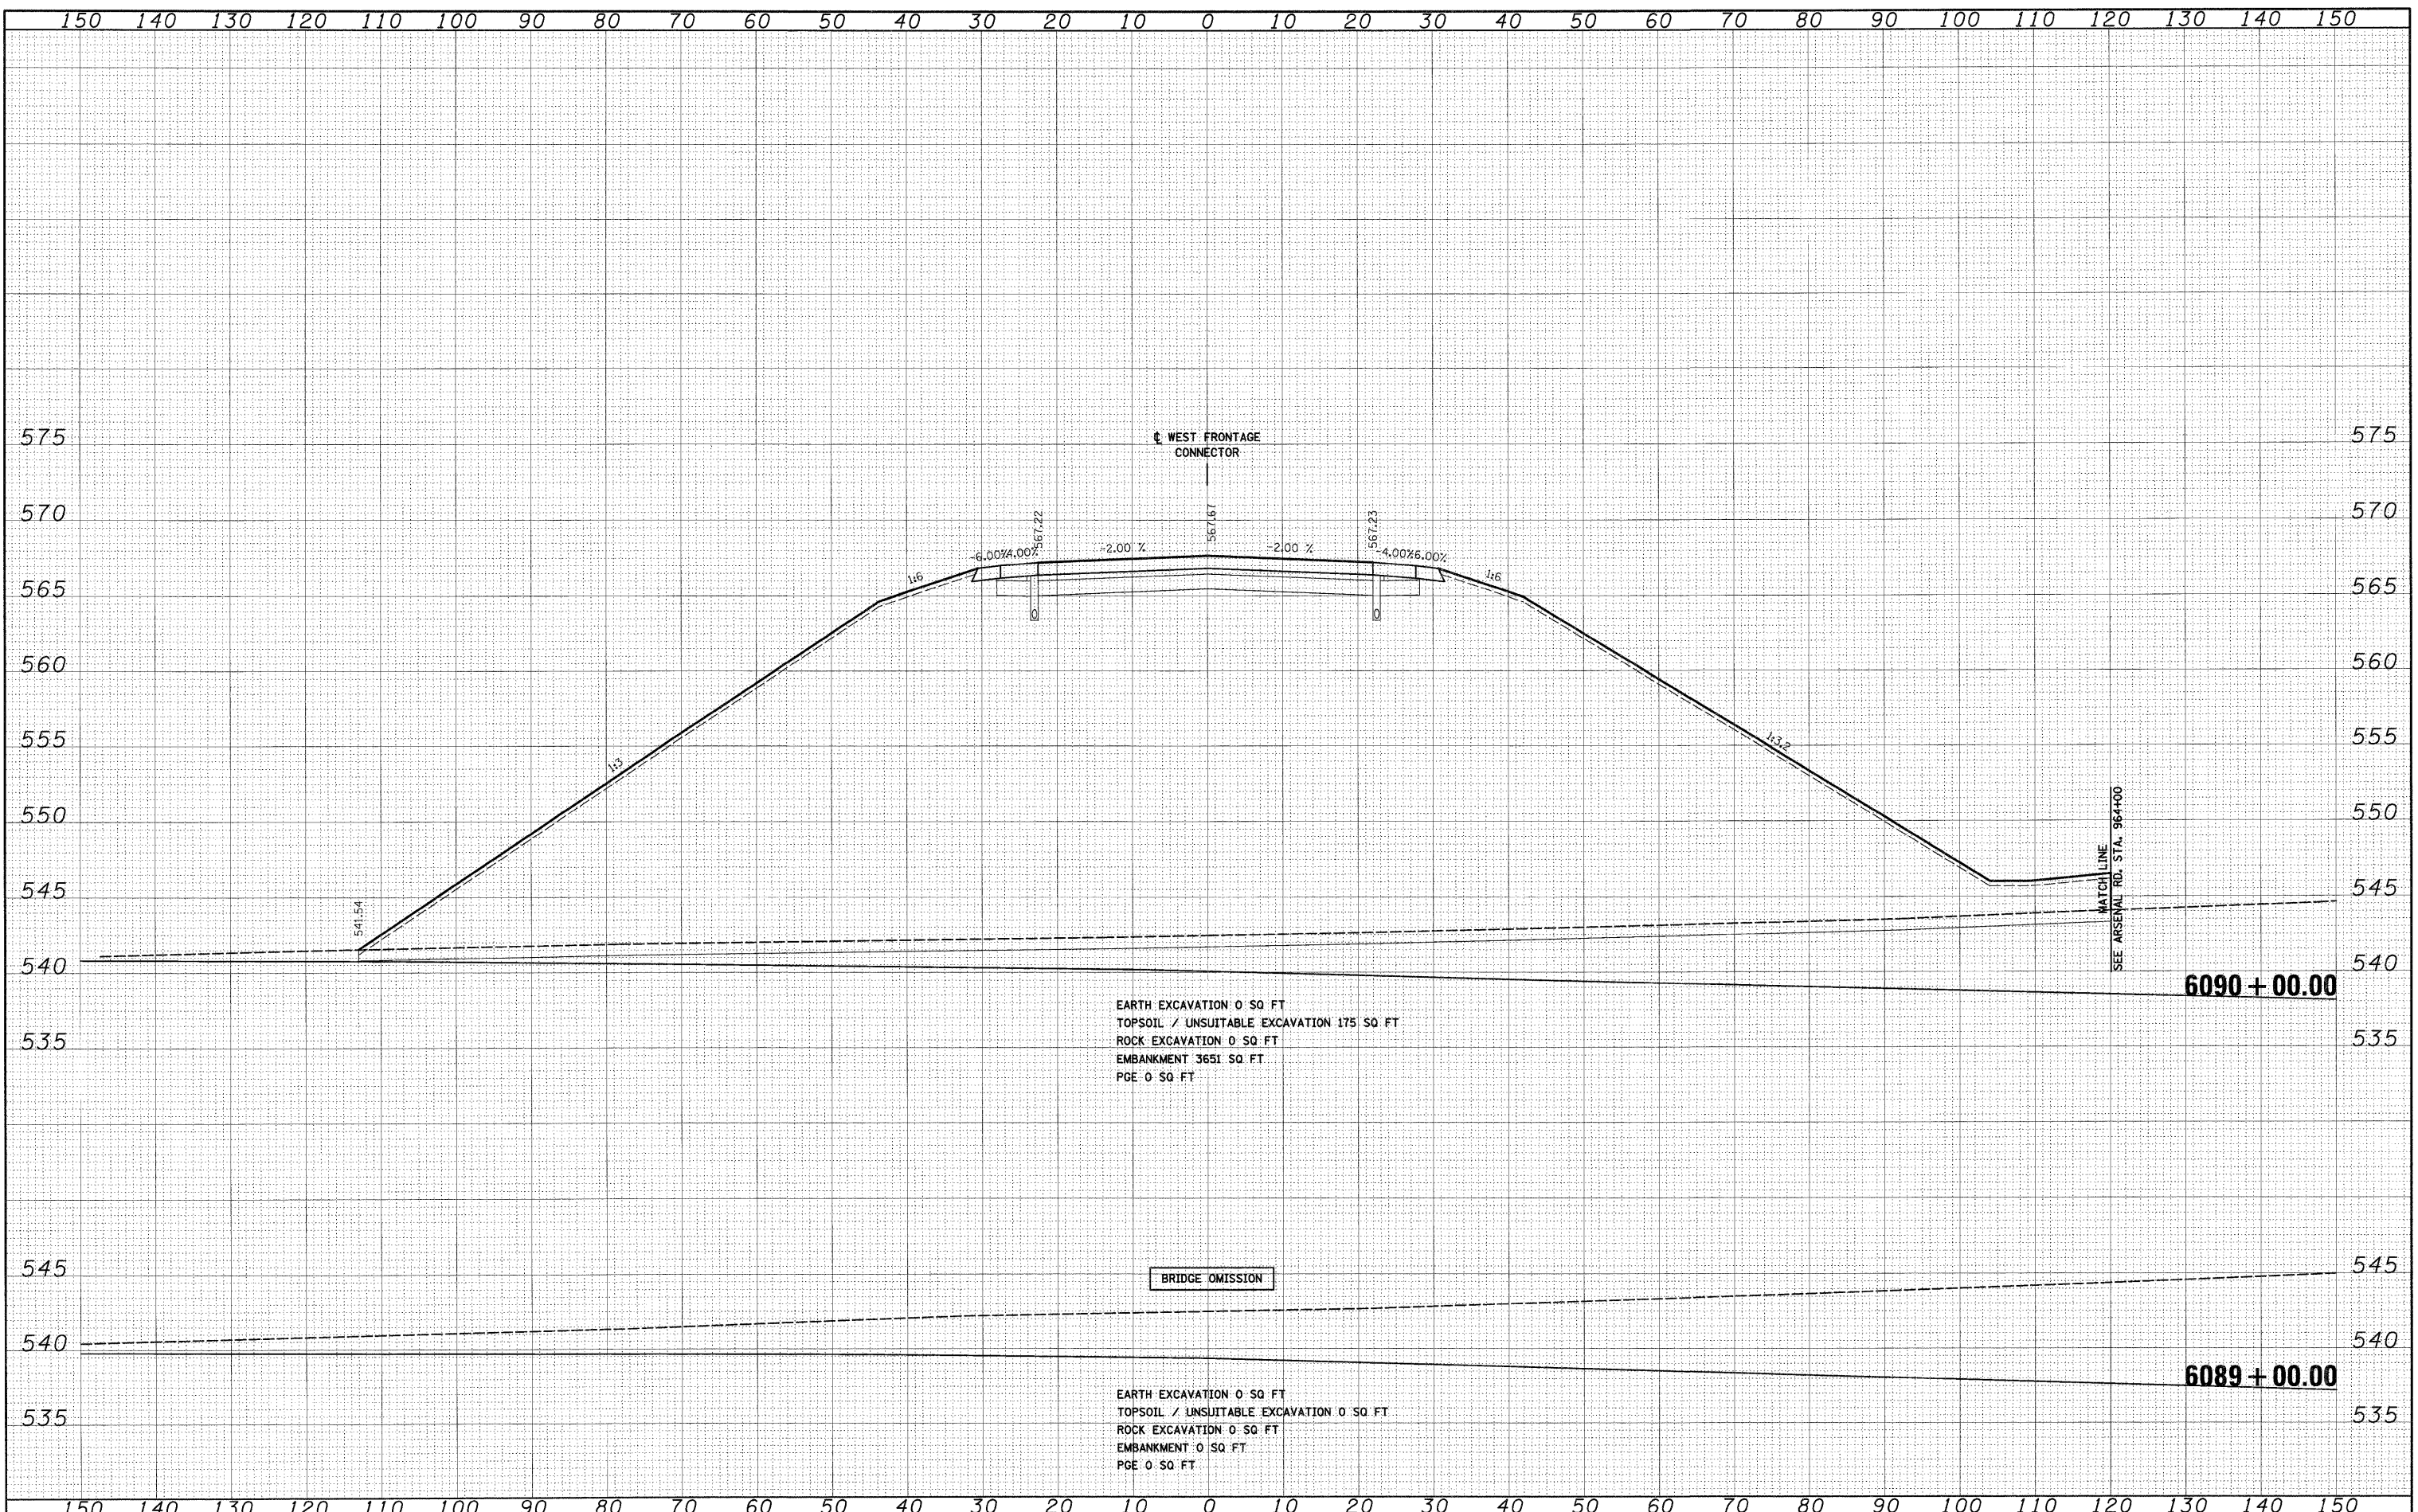 150 140 130 120 110 100 90 80 70 60 50 40 30 20 10 0 10 20 30 40 50 60 70 80 90 100 110 120 130 140 150
575 575
℄ WEST FRONTAGE
CONNECTOR
570 570
567.22 567.67 567.23
-6.00% 4.00% -2.00 % -2.00 % -4.00% 6.00%
1:6 1:6
565 565
0 0
560 560
555 555
1:3 1:3.2
550 550
MATCH LINE
SEE ARSENAL RD. STA. 964+00
545 545
541.54
540 540
6090 + 00.00
EARTH EXCAVATION 0 SQ FT
TOPSOIL / UNSUITABLE EXCAVATION 175 SQ FT
ROCK EXCAVATION 0 SQ FT
EMBANKMENT 3651 SQ FT
PGE 0 SQ FT
535 535
545 545
BRIDGE OMISSION
540 540
6089 + 00.00
EARTH EXCAVATION 0 SQ FT
TOPSOIL / UNSUITABLE EXCAVATION 0 SQ FT
ROCK EXCAVATION 0 SQ FT
EMBANKMENT 0 SQ FT
PGE 0 SQ FT
535 535
150 140 130 120 110 100 90 80 70 60 50 40 30 20 10 0 10 20 30 40 50 60 70 80 90 100 110 120 130 140 150